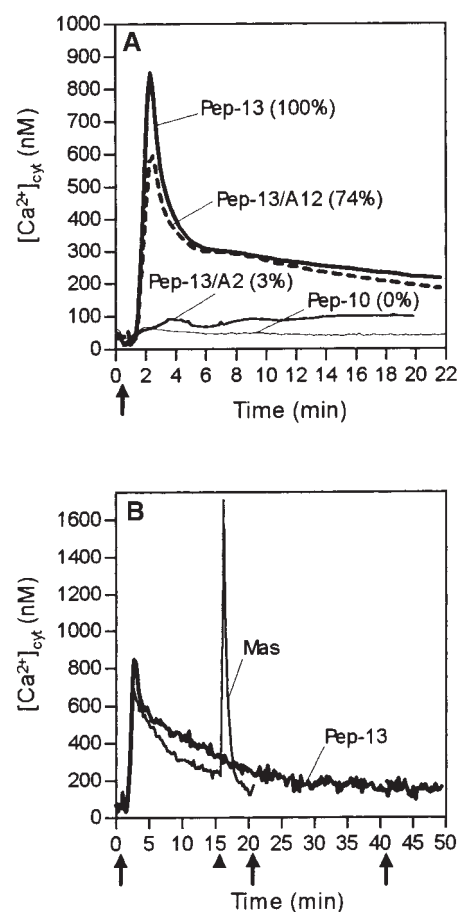 A
[Ca²⁺]cyt (nM)
1000
900
800
700
600
500
400
300
200
100
0
Pep-13 (100%)
Pep-13/A12 (74%)
Pep-13/A2 (3%)
Pep-10 (0%)
0 2 4 6 8 10 12 14 16 18 20 22
Time (min)
B
[Ca²⁺]cyt (nM)
1600
1400
1200
1000
800
600
400
200
0
Mas
Pep-13
0 5 10 15 20 25 30 35 40 45 50
Time (min)